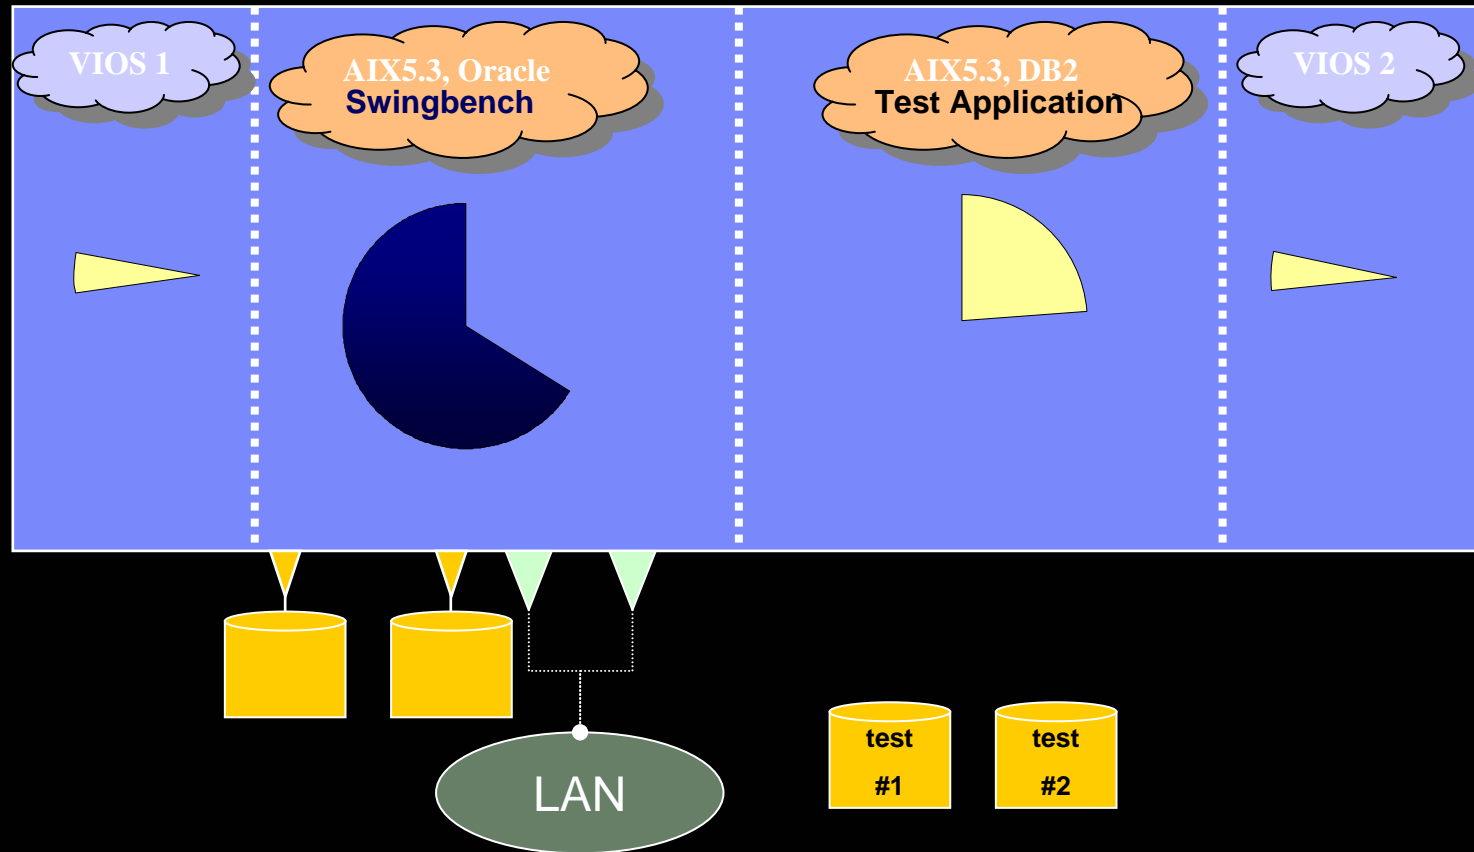 VIOS 1
AIX5.3, Oracle
Swingbench
AIX5.3, DB2
Test Application
VIOS 2
LAN
test
#1
test
#2